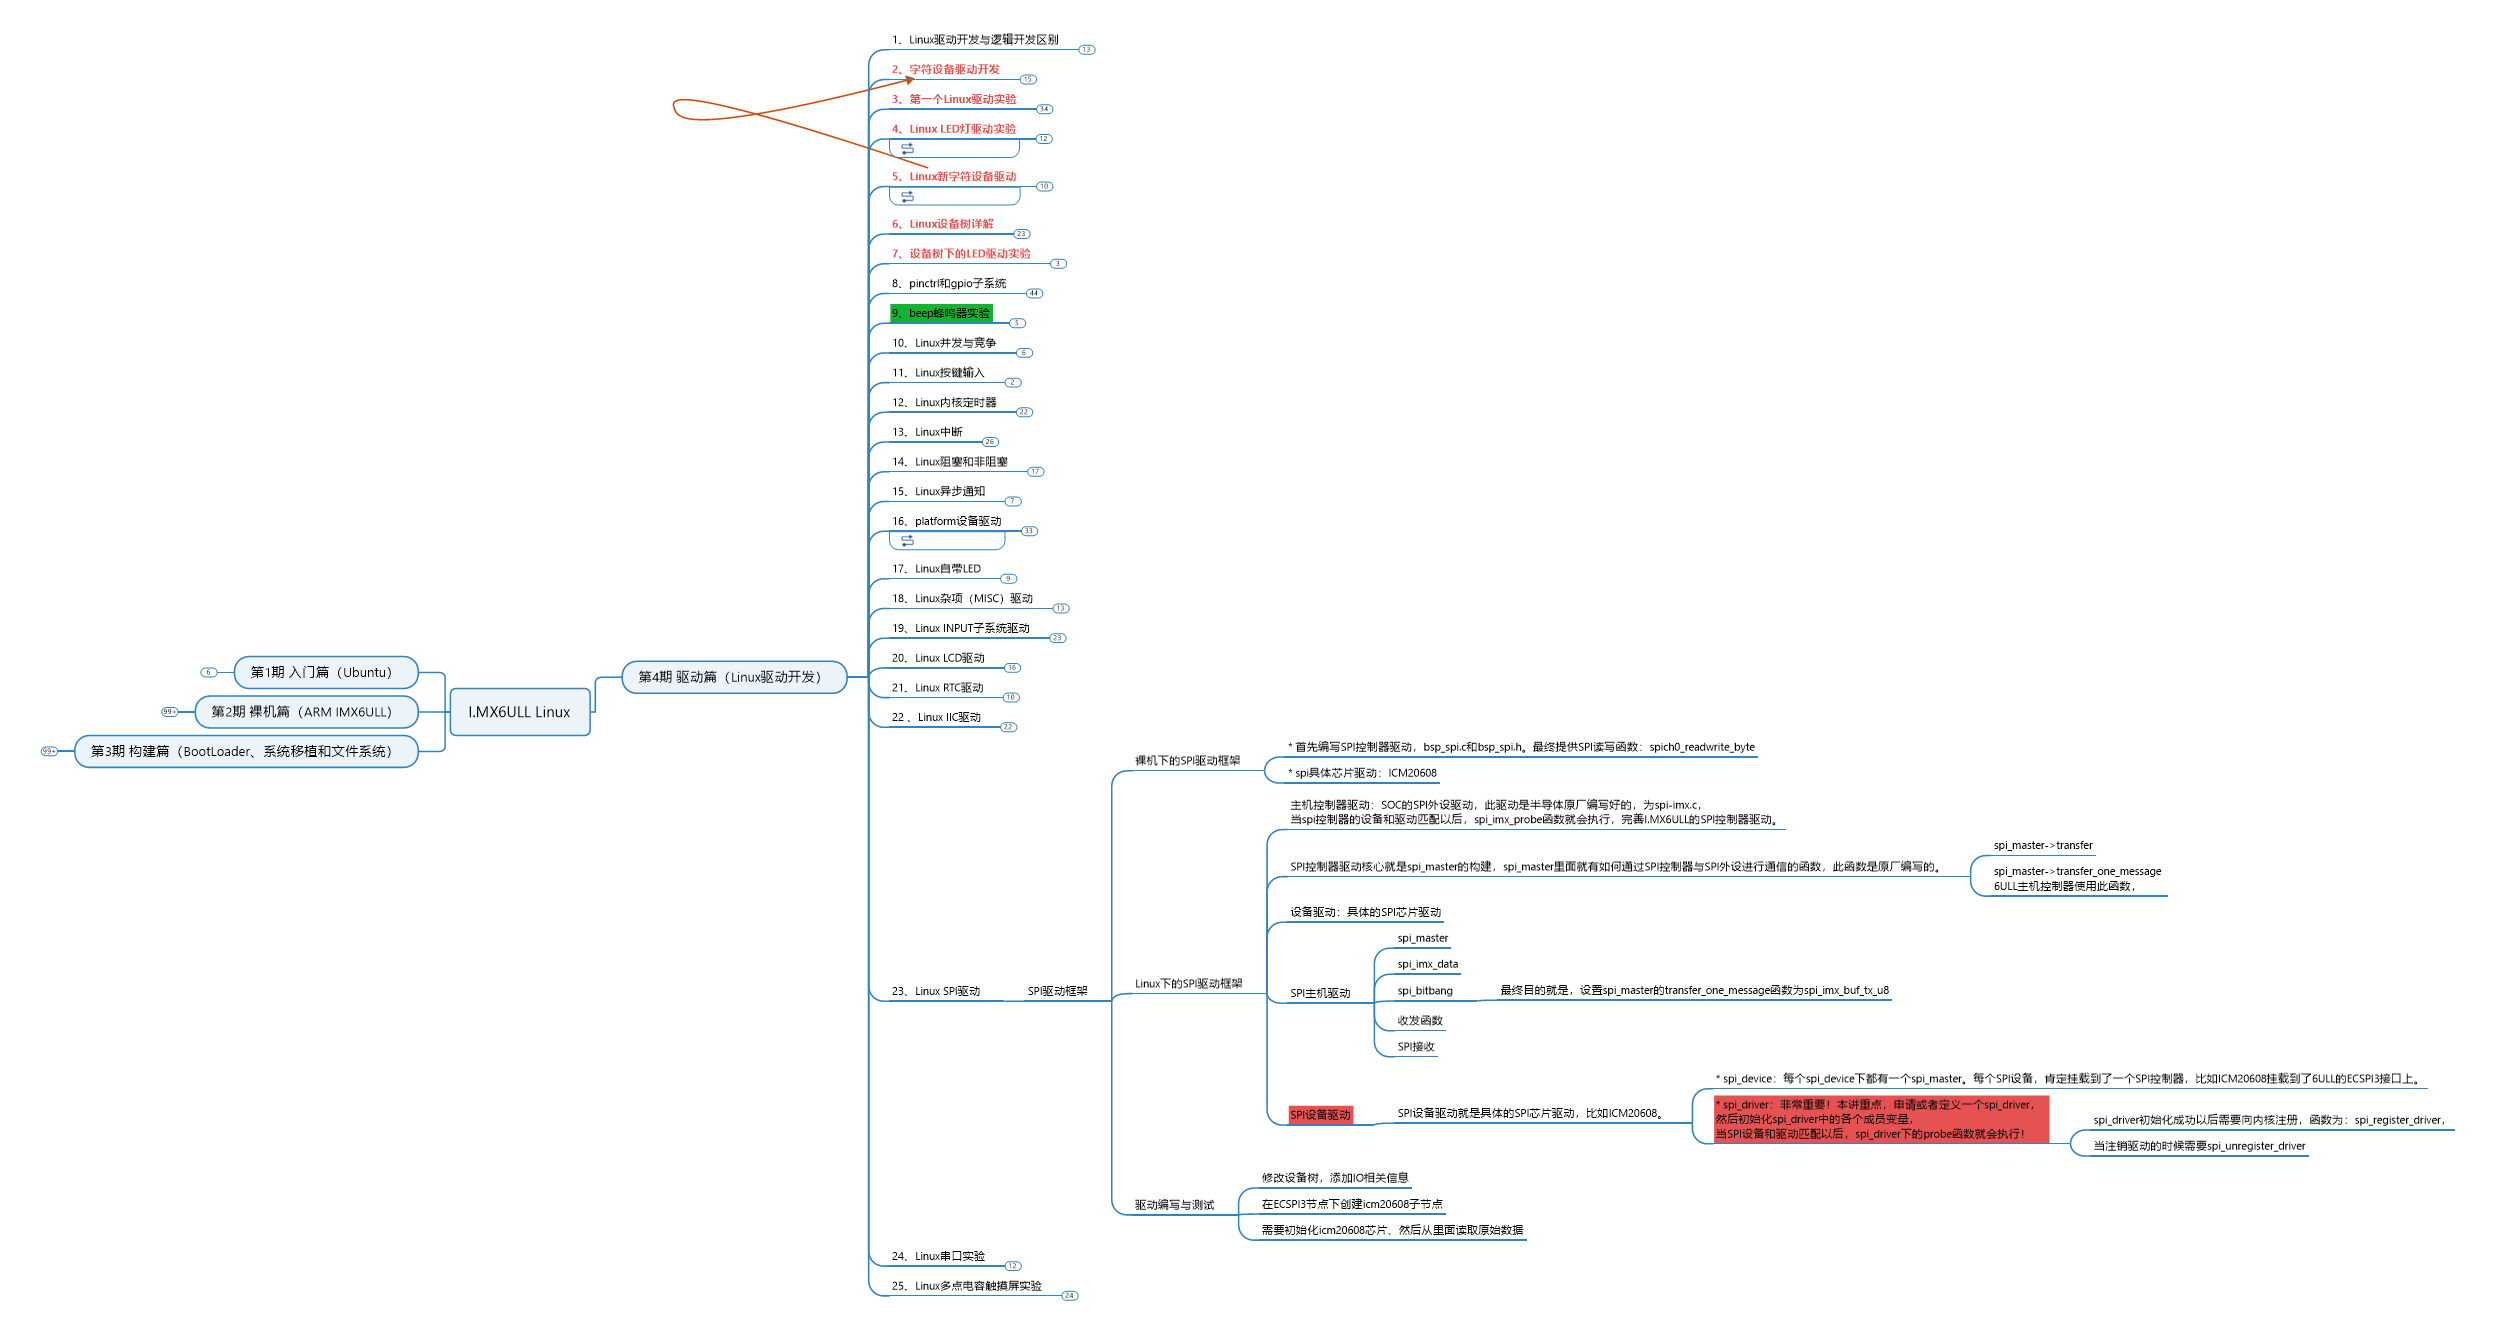 1、Linux驱动开发与逻辑开发区别
13
2、字符设备驱动开发
15
3、第一个Linux驱动实验
34
4、Linux LED灯驱动实验
12
5、Linux新字符设备驱动
10
6、Linux设备树详解
23
7、设备树下的LED驱动实验
3
8、pinctrl和gpio子系统
44
9、beep蜂鸣器实验
5
10、Linux并发与竞争
6
11、Linux按键输入
2
12、Linux内核定时器
22
13、Linux中断
26
14、Linux阻塞和非阻塞
17
15、Linux异步通知
7
16、platform设备驱动
33
17、Linux自带LED
9
18、Linux杂项（MISC）驱动
13
19、Linux INPUT子系统驱动
23
20、Linux LCD驱动
16
21、Linux RTC驱动
10
22 、Linux IIC驱动
22
6
第1期 入门篇（Ubuntu）
99+
第2期 裸机篇（ARM IMX6ULL）
99+
第3期 构建篇（BootLoader、系统移植和文件系统）
I.MX6ULL Linux
第4期 驱动篇（Linux驱动开发）
23、Linux SPI驱动
SPI驱动框架
裸机下的SPI驱动框架
* 首先编写SPI控制器驱动，bsp_spi.c和bsp_spi.h。最终提供SPI读写函数：spich0_readwrite_byte
* spi具体芯片驱动：ICM20608
Linux下的SPI驱动框架
主机控制器驱动：SOC的SPI外设驱动，此驱动是半导体原厂编写好的，为spi-imx.c，
当spi控制器的设备和驱动匹配以后，spi_imx_probe函数就会执行，完善I.MX6ULL的SPI控制器驱动。
SPI控制器驱动核心就是spi_master的构建，spi_master里面就有如何通过SPI控制器与SPI外设进行通信的函数，此函数是原厂编写的。
spi_master->transfer
spi_master->transfer_one_message
6ULL主机控制器使用此函数，
设备驱动：具体的SPI芯片驱动
SPI主机驱动
spi_master
spi_imx_data
spi_bitbang
最终目的就是，设置spi_master的transfer_one_message函数为spi_imx_buf_tx_u8
收发函数
SPI接收
SPI设备驱动
SPI设备驱动就是具体的SPI芯片驱动，比如ICM20608。
* spi_device：每个spi_device下都有一个spi_master。每个SPI设备，肯定挂载到了一个SPI控制器，比如ICM20608挂载到了6ULL的ECSPI3接口上。
* spi_driver：非常重要！本讲重点，申请或者定义一个spi_driver，
然后初始化spi_driver中的各个成员变量，
当SPI设备和驱动匹配以后，spi_driver下的probe函数就会执行！
spi_driver初始化成功以后需要向内核注册，函数为：spi_register_driver，
当注销驱动的时候需要spi_unregister_driver
驱动编写与测试
修改设备树，添加IO相关信息
在ECSPI3节点下创建icm20608子节点
需要初始化icm20608芯片、然后从里面读取原始数据
24、Linux串口实验
12
25、Linux多点电容触摸屏实验
24